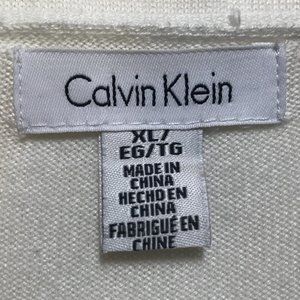 Calvin Klein
XL/
EG/TG
MADE IN
CHINA
HECHO EN
CHINA
FABRIQUÉ EN
CHINE